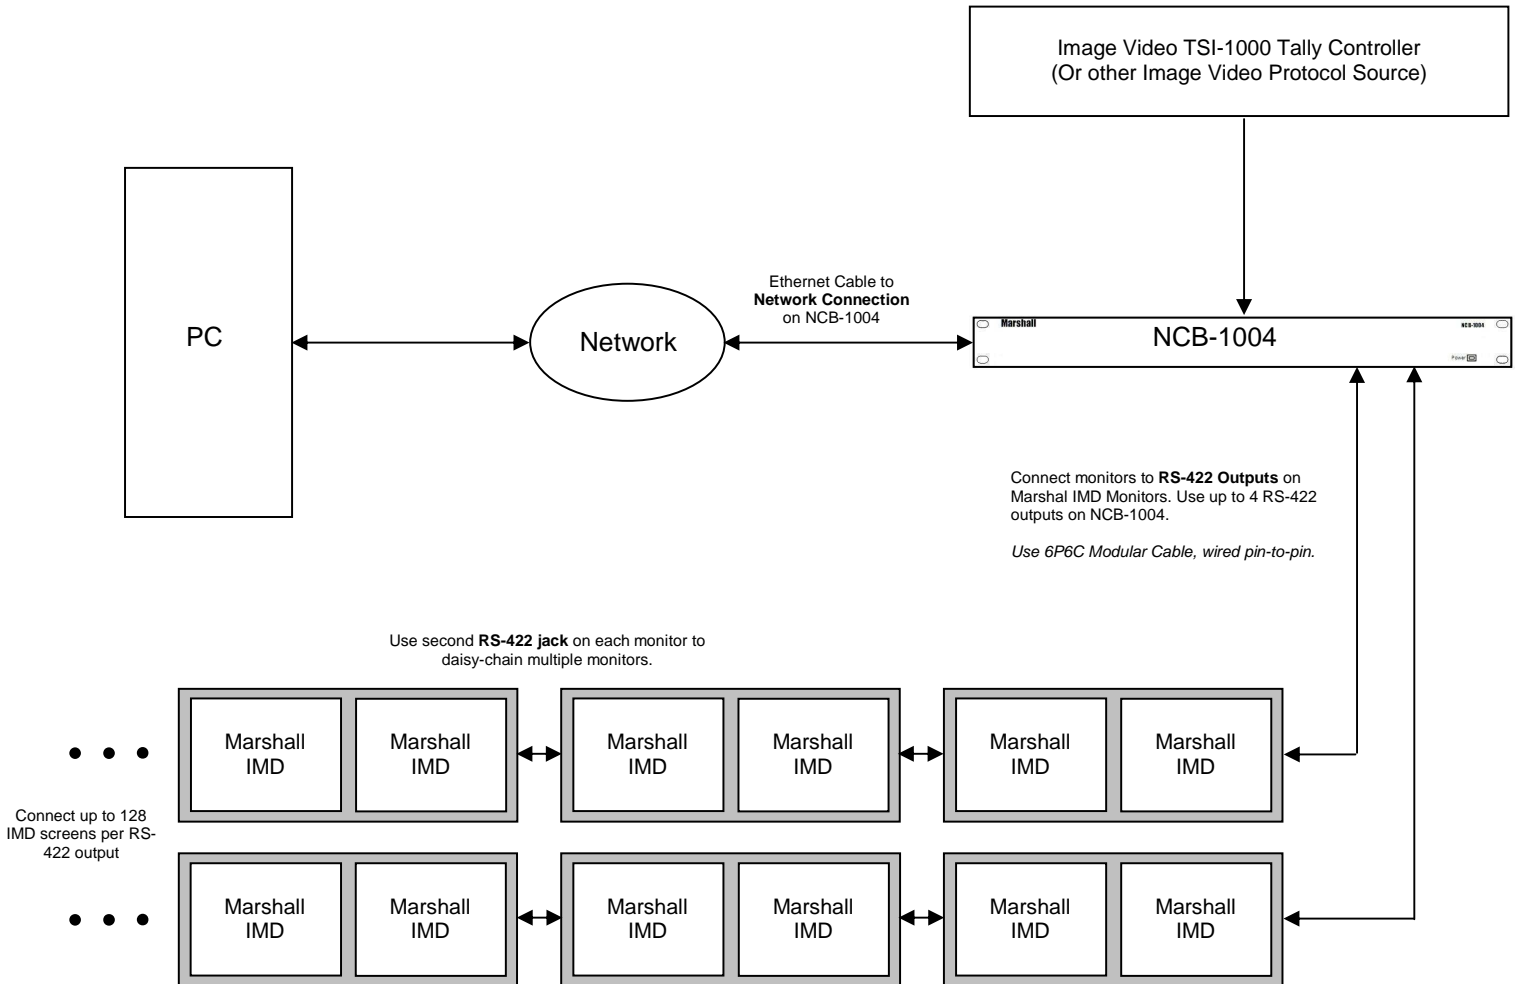 Image Video TSI-1000 Tally Controller
(Or other Image Video Protocol Source)
PC
Network
Ethernet Cable to
Network Connection
on NCB-1004
Marshall
NCB-1004
NCB-1004
Power
Connect monitors to RS-422 Outputs on
Marshal IMD Monitors. Use up to 4 RS-422
outputs on NCB-1004.
Use 6P6C Modular Cable, wired pin-to-pin.
Use second RS-422 jack on each monitor to
daisy-chain multiple monitors.
Marshall
IMD
Marshall
IMD
Marshall
IMD
Marshall
IMD
Marshall
IMD
Marshall
IMD
Connect up to 128
IMD screens per RS-
422 output
Marshall
IMD
Marshall
IMD
Marshall
IMD
Marshall
IMD
Marshall
IMD
Marshall
IMD